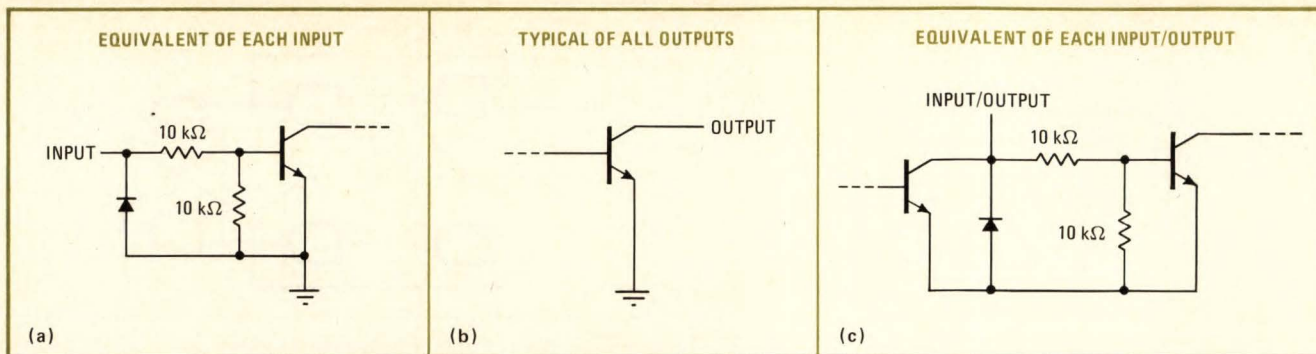 EQUIVALENT OF EACH INPUT
INPUT
10 kΩ
10 kΩ
(a)
TYPICAL OF ALL OUTPUTS
OUTPUT
(b)
EQUIVALENT OF EACH INPUT/OUTPUT
INPUT/OUTPUT
10 kΩ
10 kΩ
(c)